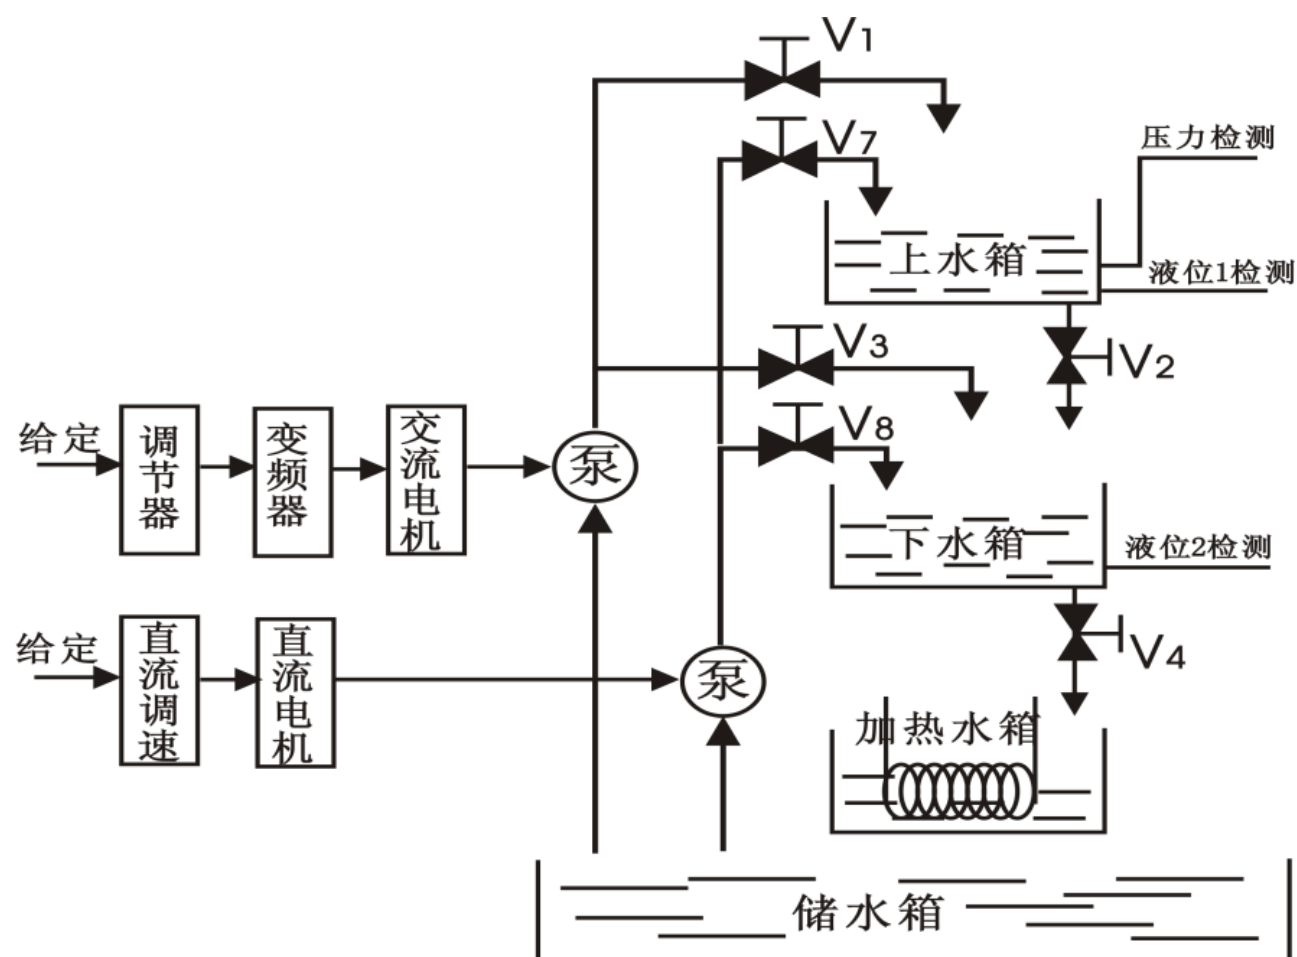 V1
V7
压力检测
上水箱
液位1检测
V3
V2
V8
给定
调节器
变频器
交流电机
泵
下水箱
液位2检测
给定
直流调速
直流电机
泵
V4
加热水箱
储水箱